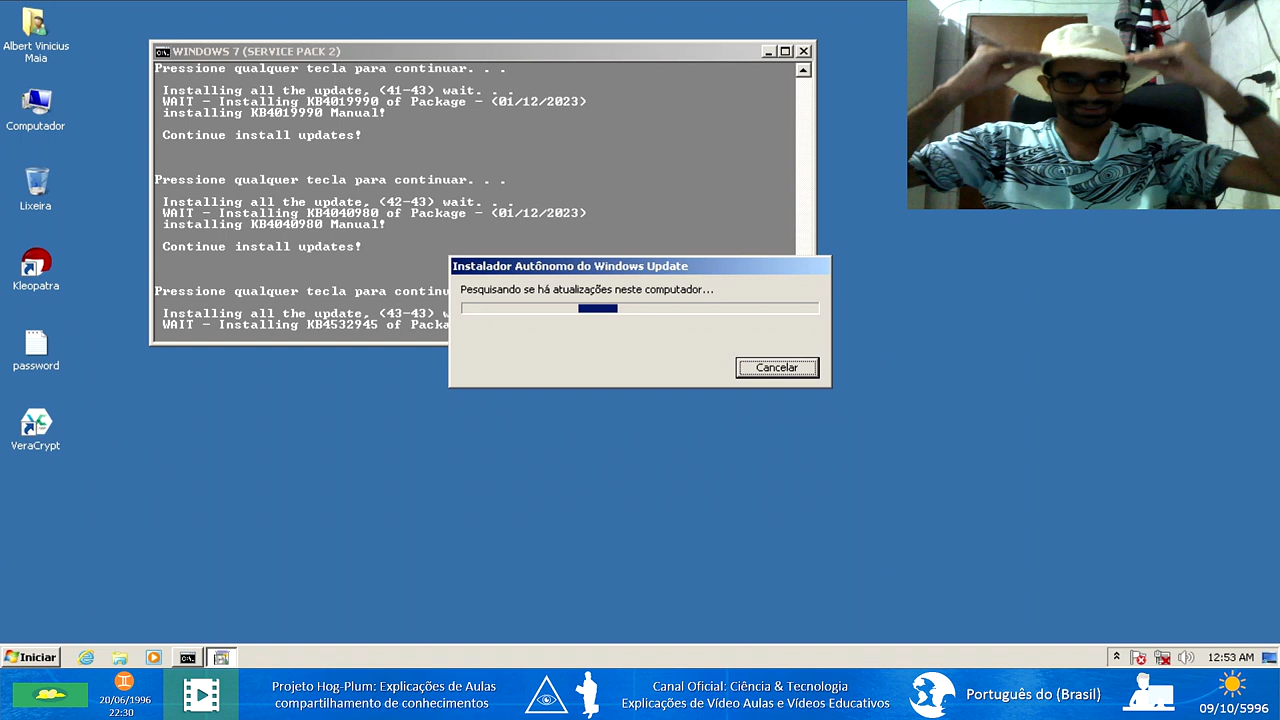 Albert Vinicius
Maia
Computador
Lixeira
Kleopatra
password
VeraCrypt
WINDOWS 7 (SERVICE PACK 2)
Pressione qualquer tecla para continuar. . .
Installing all the update, (41-43) wait. . .
WAIT - Installing KB4019990 of Package - (01/12/2023)
installing KB4019990 Manual!
Continue install updates!
Pressione qualquer tecla para continuar. . .
Installing all the update, (42-43) wait. . .
WAIT - Installing KB4040980 of Package - (01/12/2023)
installing KB4040980 Manual!
Continue install updates!
Pressione qualquer tecla para continu
Installing all the update, (43-43) w
WAIT - Installing KB4532945 of Packa
Instalador Autônomo do Windows Update
Pesquisando se há atualizações neste computador...
Cancelar
Iniciar
12:53 AM
20/06/1996
22:30
Projeto Hog-Plum: Explicações de Aulas
compartilhamento de conhecimentos
Canal Oficial: Ciência & Tecnologia
Explicações de Vídeo Aulas e Vídeos Educativos
Português do (Brasil)
09/10/5996